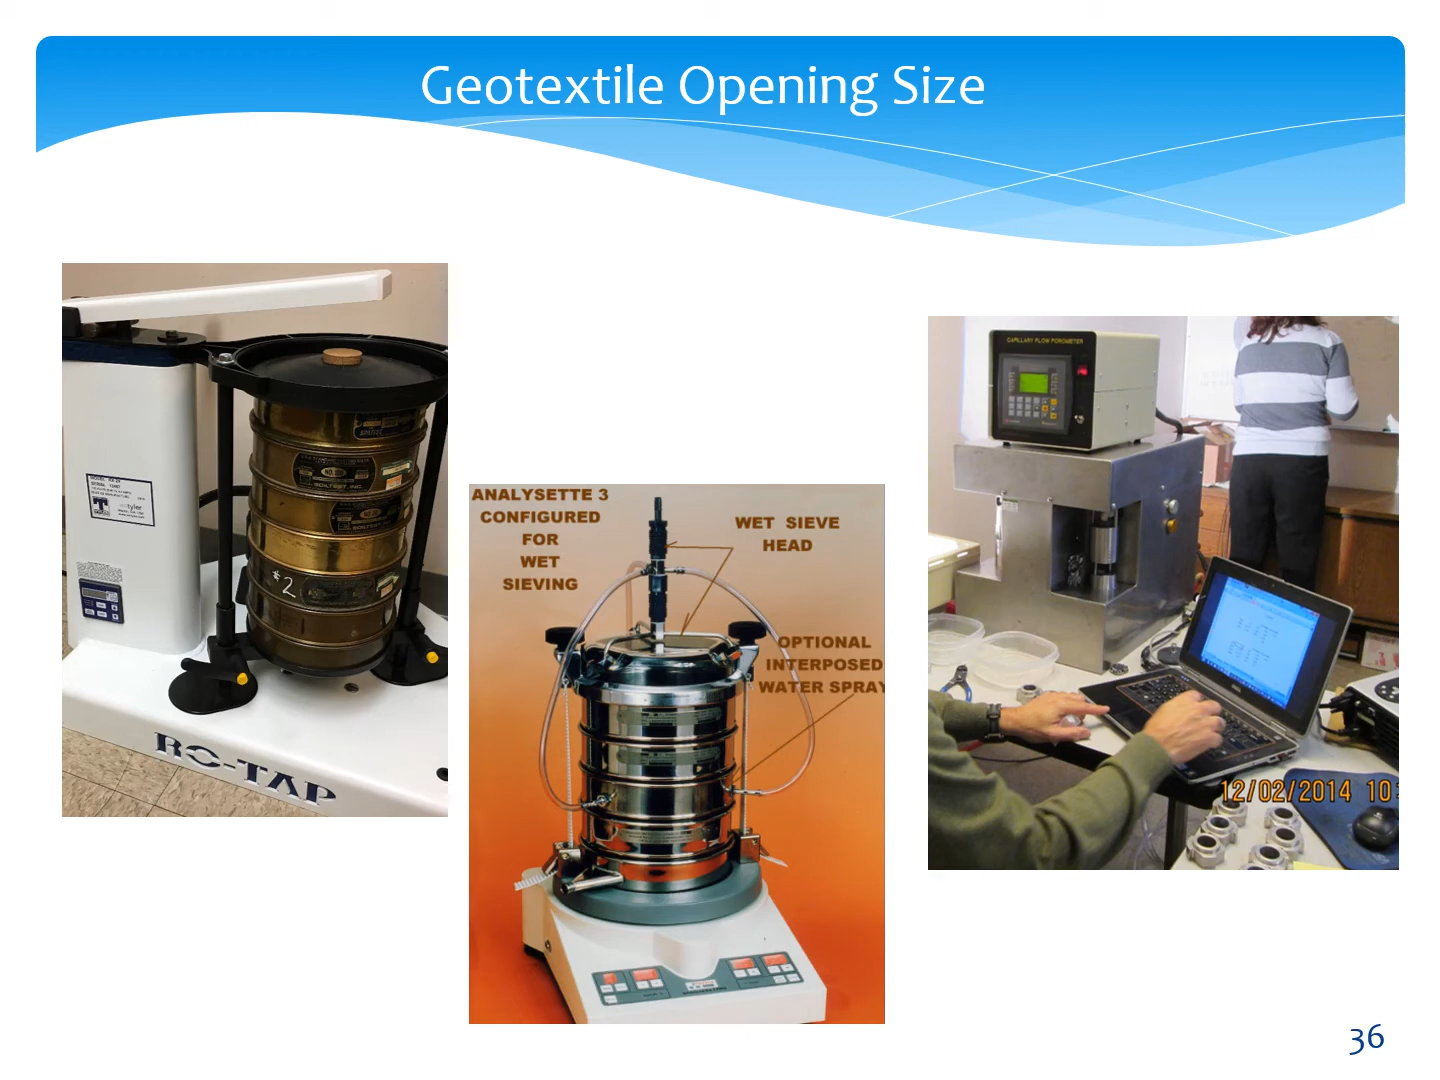 Geotextile Opening Size
tyler
#2
RO-TAP
ANALYSETTE 3
CONFIGURED
FOR
WET
SIEVING
WET SIEVE
HEAD
OPTIONAL
INTERPOSED
WATER SPRAY
CAPILLARY FLOW POROMETER
12/02/2014 10:
36